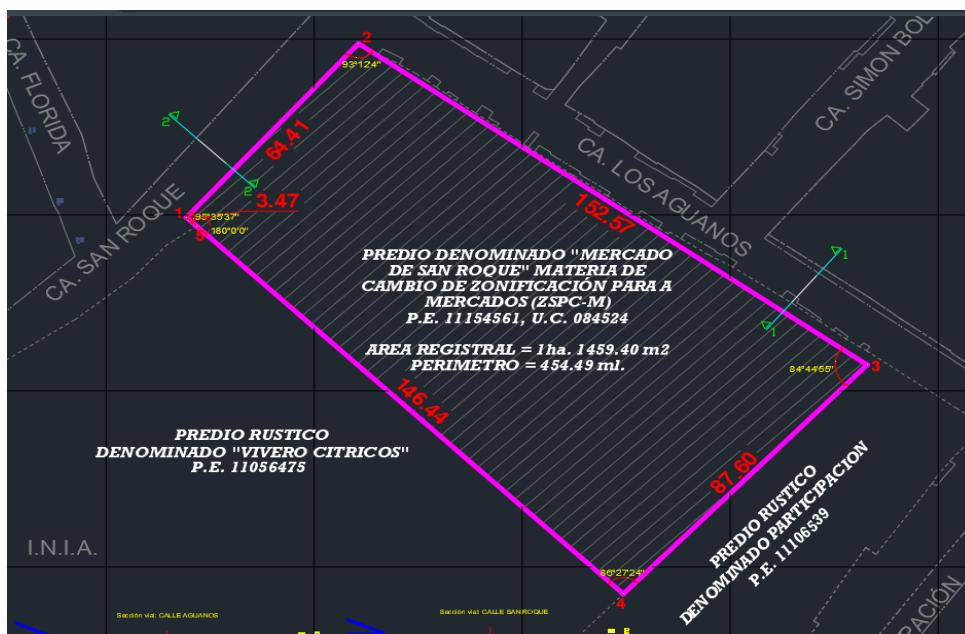 2
93°12'4"
CA. FLORIDA
CA. SIMON BOL
2
64.41
CA. LOS AGUANOS
2
3.47
152.57
1
95°35'37"
5
180°0'0"
CA. SAN ROQUE
1
PREDIO DENOMINADO "MERCADO
DE SAN ROQUE" MATERIA DE
CAMBIO DE ZONIFICACIÓN PARA A
MERCADOS (ZSPC-M)
P.E. 11154561, U.C. 084524
1
AREA REGISTRAL = 1ha. 1459.40 m2
PERIMETRO = 454.49 ml.
84°44'55"
3
146.44
PREDIO RUSTICO
DENOMINADO "VIVERO CITRICOS"
P.E. 11056475
87.60
PREDIO RUSTICO
DENOMINADO PARTICIPACION
P.E. 11106539
I.N.I.A.
86°27'24"
4
PACIÓN
Sección vial: CALLE AGUANOS
Sección vial: CALLE SAN ROQUE